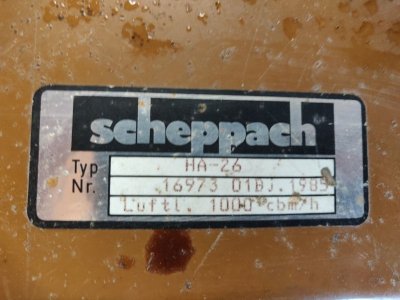 scheppach
Typ HA-26
Nr. 16973 01BJ.1985
Luftl. 1000 cbm/h